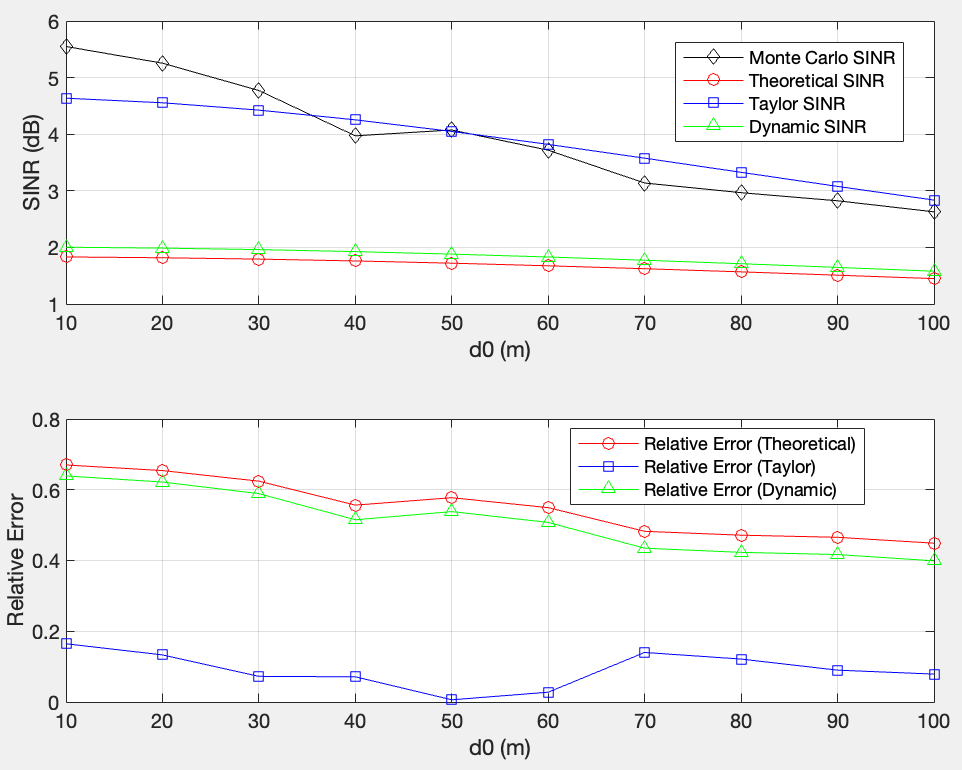 6
5
4
3
2
1
SINR (dB)
Monte Carlo SINR
Theoretical SINR
Taylor SINR
Dynamic SINR
10 20 30 40 50 60 70 80 90 100
d0 (m)
0.8
0.6
0.4
0.2
0
Relative Error
Relative Error (Theoretical)
Relative Error (Taylor)
Relative Error (Dynamic)
10 20 30 40 50 60 70 80 90 100
d0 (m)